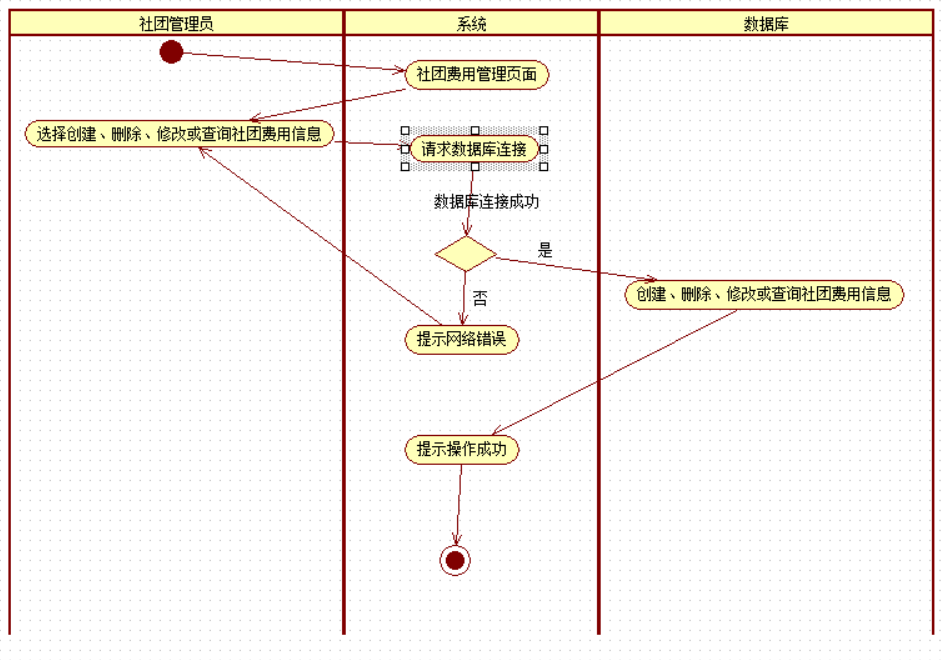 社团管理员
系统
数据库
社团费用管理页面
选择创建、删除、修改或查询社团费用信息
请求数据库连接
数据库连接成功
是
创建、删除、修改或查询社团费用信息
否
提示网络错误
提示操作成功